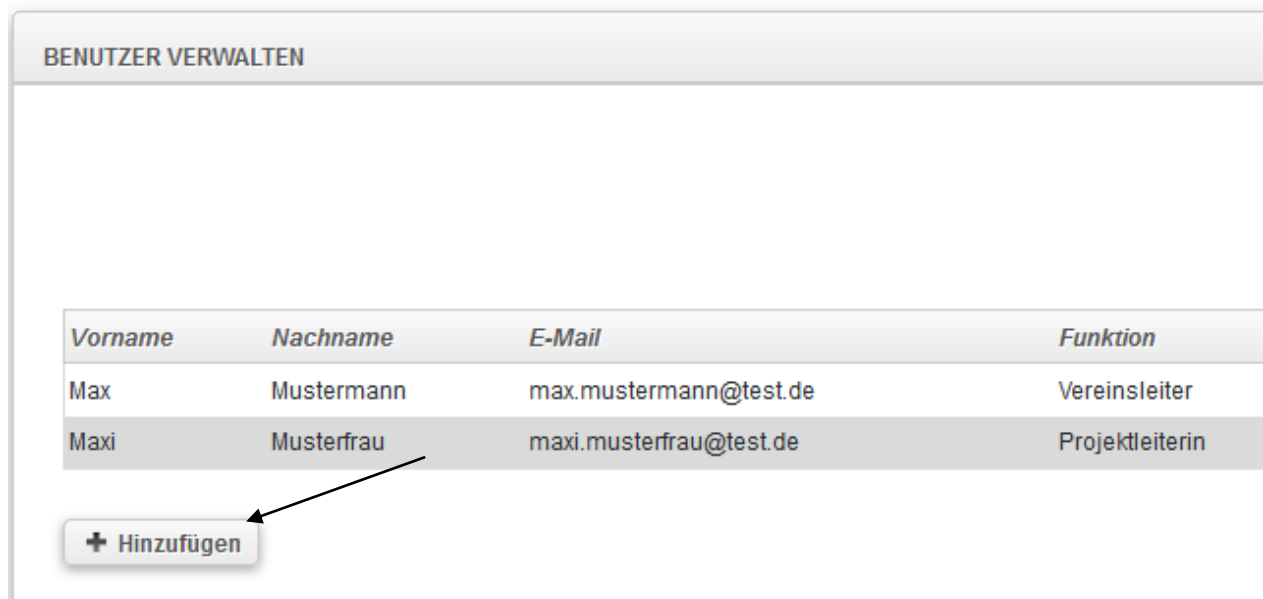 BENUTZER VERWALTEN
Vorname Nachname E-Mail Funktion
Max Mustermann max.mustermann@test.de Vereinsleiter
Maxi Musterfrau maxi.musterfrau@test.de Projektleiterin
+ Hinzufügen